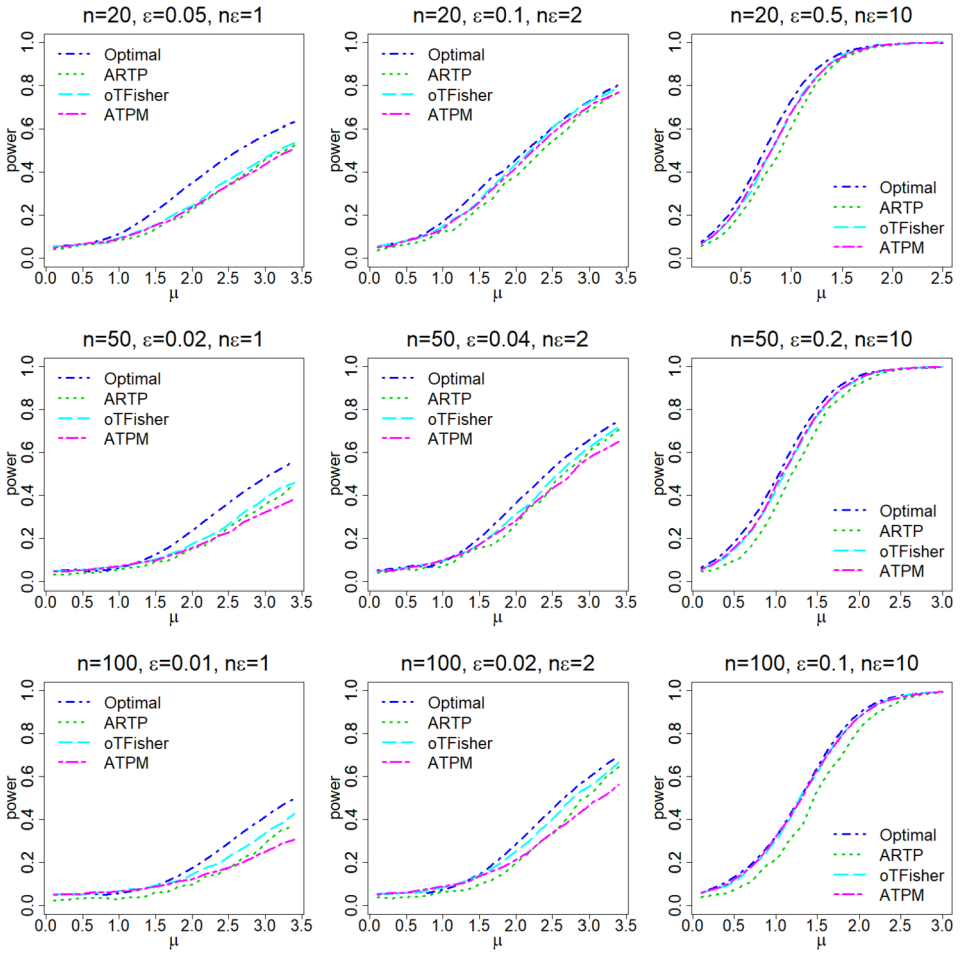 n=20, ε=0.05, nε=1
power
1.0
0.8
0.6
0.4
0.2
0.0
Optimal
ARTP
oTFisher
ATPM
0.0 0.5 1.0 1.5 2.0 2.5 3.0 3.5
μ
n=20, ε=0.1, nε=2
power
1.0
0.8
0.6
0.4
0.2
0.0
Optimal
ARTP
oTFisher
ATPM
0.0 0.5 1.0 1.5 2.0 2.5 3.0 3.5
μ
n=20, ε=0.5, nε=10
power
1.0
0.8
0.6
0.4
0.2
0.0
Optimal
ARTP
oTFisher
ATPM
0.5 1.0 1.5 2.0 2.5
μ
n=50, ε=0.02, nε=1
power
1.0
0.8
0.6
0.4
0.2
0.0
Optimal
ARTP
oTFisher
ATPM
0.0 0.5 1.0 1.5 2.0 2.5 3.0 3.5
μ
n=50, ε=0.04, nε=2
power
1.0
0.8
0.6
0.4
0.2
0.0
Optimal
ARTP
oTFisher
ATPM
0.0 0.5 1.0 1.5 2.0 2.5 3.0 3.5
μ
n=50, ε=0.2, nε=10
power
1.0
0.8
0.6
0.4
0.2
0.0
Optimal
ARTP
oTFisher
ATPM
0.0 0.5 1.0 1.5 2.0 2.5 3.0
μ
n=100, ε=0.01, nε=1
power
1.0
0.8
0.6
0.4
0.2
0.0
Optimal
ARTP
oTFisher
ATPM
0.0 0.5 1.0 1.5 2.0 2.5 3.0 3.5
μ
n=100, ε=0.02, nε=2
power
1.0
0.8
0.6
0.4
0.2
0.0
Optimal
ARTP
oTFisher
ATPM
0.0 0.5 1.0 1.5 2.0 2.5 3.0 3.5
μ
n=100, ε=0.1, nε=10
power
1.0
0.8
0.6
0.4
0.2
0.0
Optimal
ARTP
oTFisher
ATPM
0.0 0.5 1.0 1.5 2.0 2.5 3.0
μ